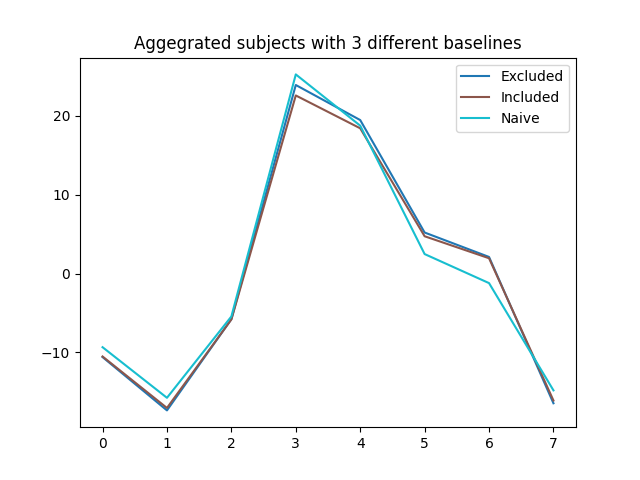 Aggegrated subjects with 3 different baselines
Excluded
Included
Naive
20
10
0
−10
0 1 2 3 4 5 6 7